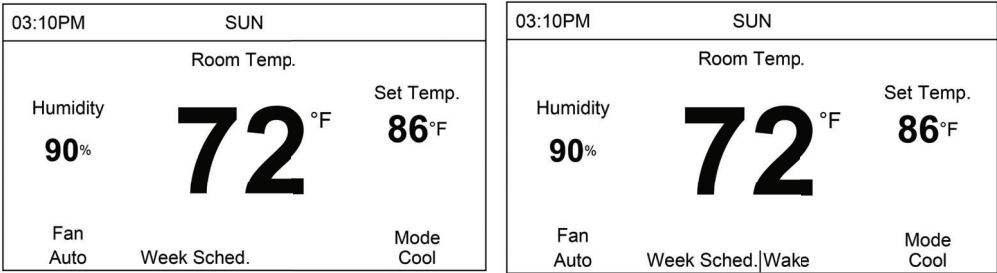 03:10PM SUN
Room Temp.
Humidity
90%
72°F
Set Temp.
86°F
Fan
Auto
Week Sched.
Mode
Cool
03:10PM SUN
Room Temp.
Humidity
90%
72°F
Set Temp.
86°F
Fan
Auto
Week Sched.|Wake
Mode
Cool